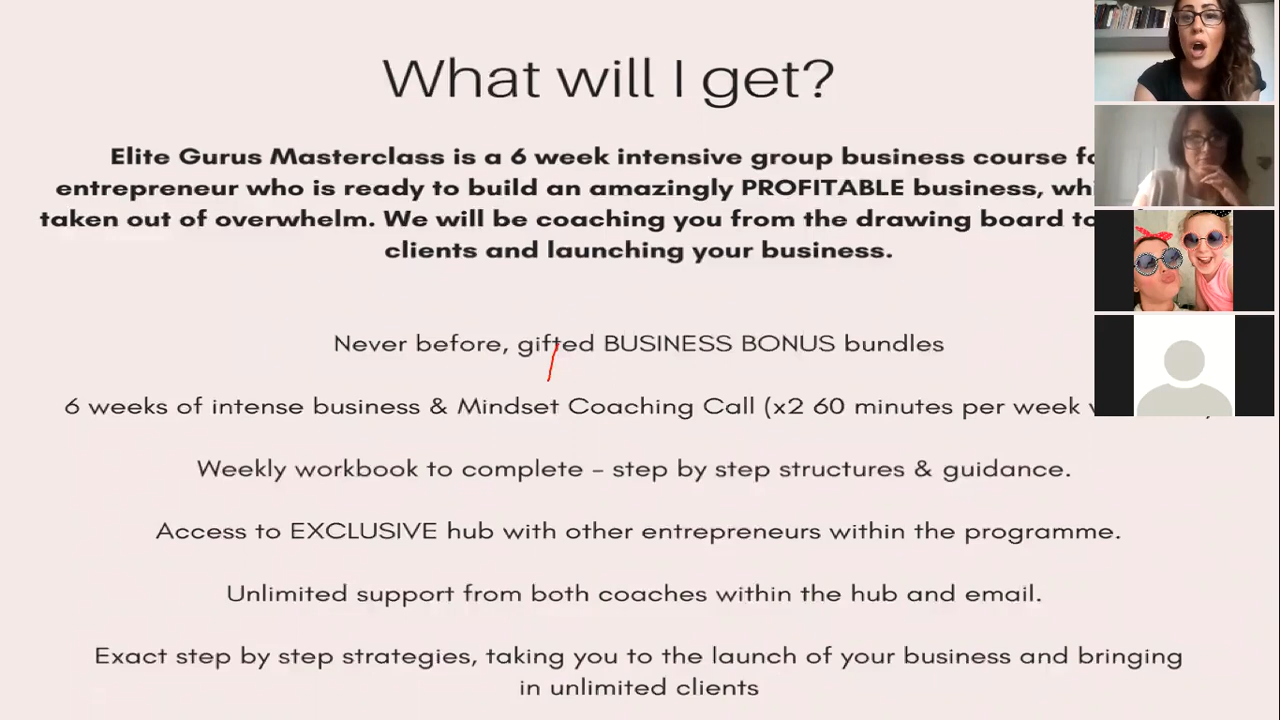 What will I get?
Elite Gurus Masterclass is a 6 week intensive group business course
entrepreneur who is ready to build an amazingly PROFITABLE business,
taken out of overwhelm. We will be coaching you from the drawing board to
clients and launching your business.
Never before, gifted BUSINESS BONUS bundles
6 weeks of intense business & Mindset Coaching Call (x2 60 minutes per week
Weekly workbook to complete – step by step structures & guidance.
Access to EXCLUSIVE hub with other entrepreneurs within the programme.
Unlimited support from both coaches within the hub and email.
Exact step by step strategies, taking you to the launch of your business and bringing
in unlimited clients